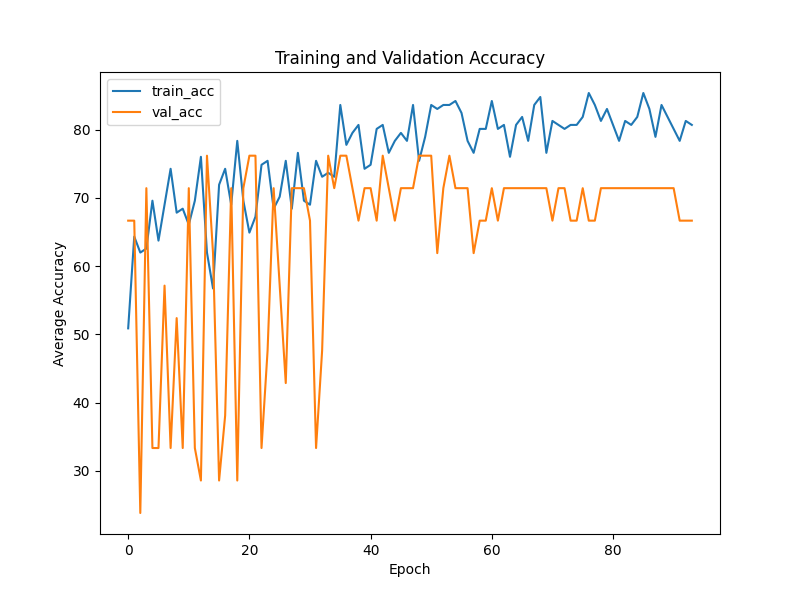 Training and Validation Accuracy
train_acc
val_acc
Average Accuracy
80
70
60
50
40
30
0 20 40 60 80
Epoch